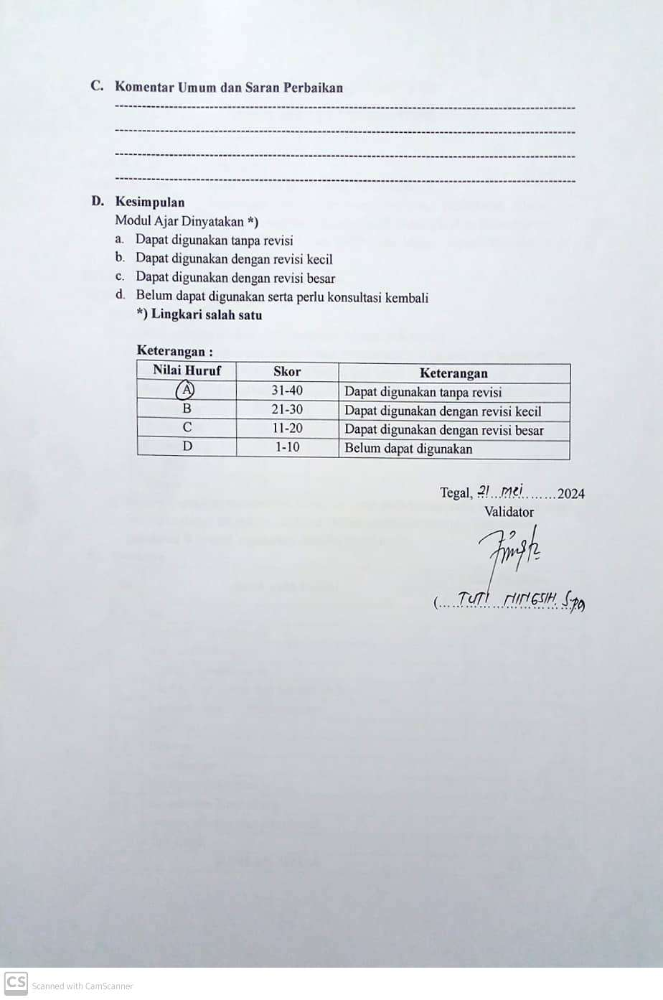 C. Komentar Umum dan Saran Perbaikan
D. Kesimpulan
Modul Ajar Dinyatakan *)
a. Dapat digunakan tanpa revisi
b. Dapat digunakan dengan revisi kecil
c. Dapat digunakan dengan revisi besar
d. Belum dapat digunakan serta perlu konsultasi kembali
*) Lingkari salah satu
Keterangan :
Nilai Huruf Skor Keterangan
A 31-40 Dapat digunakan tanpa revisi
B 21-30 Dapat digunakan dengan revisi kecil
C 11-20 Dapat digunakan dengan revisi besar
D 1-10 Belum dapat digunakan
Tegal, 21...Mei........2024
Validator
(....TUTI NINGSIH. S.Pd)
CS Scanned with CamScanner